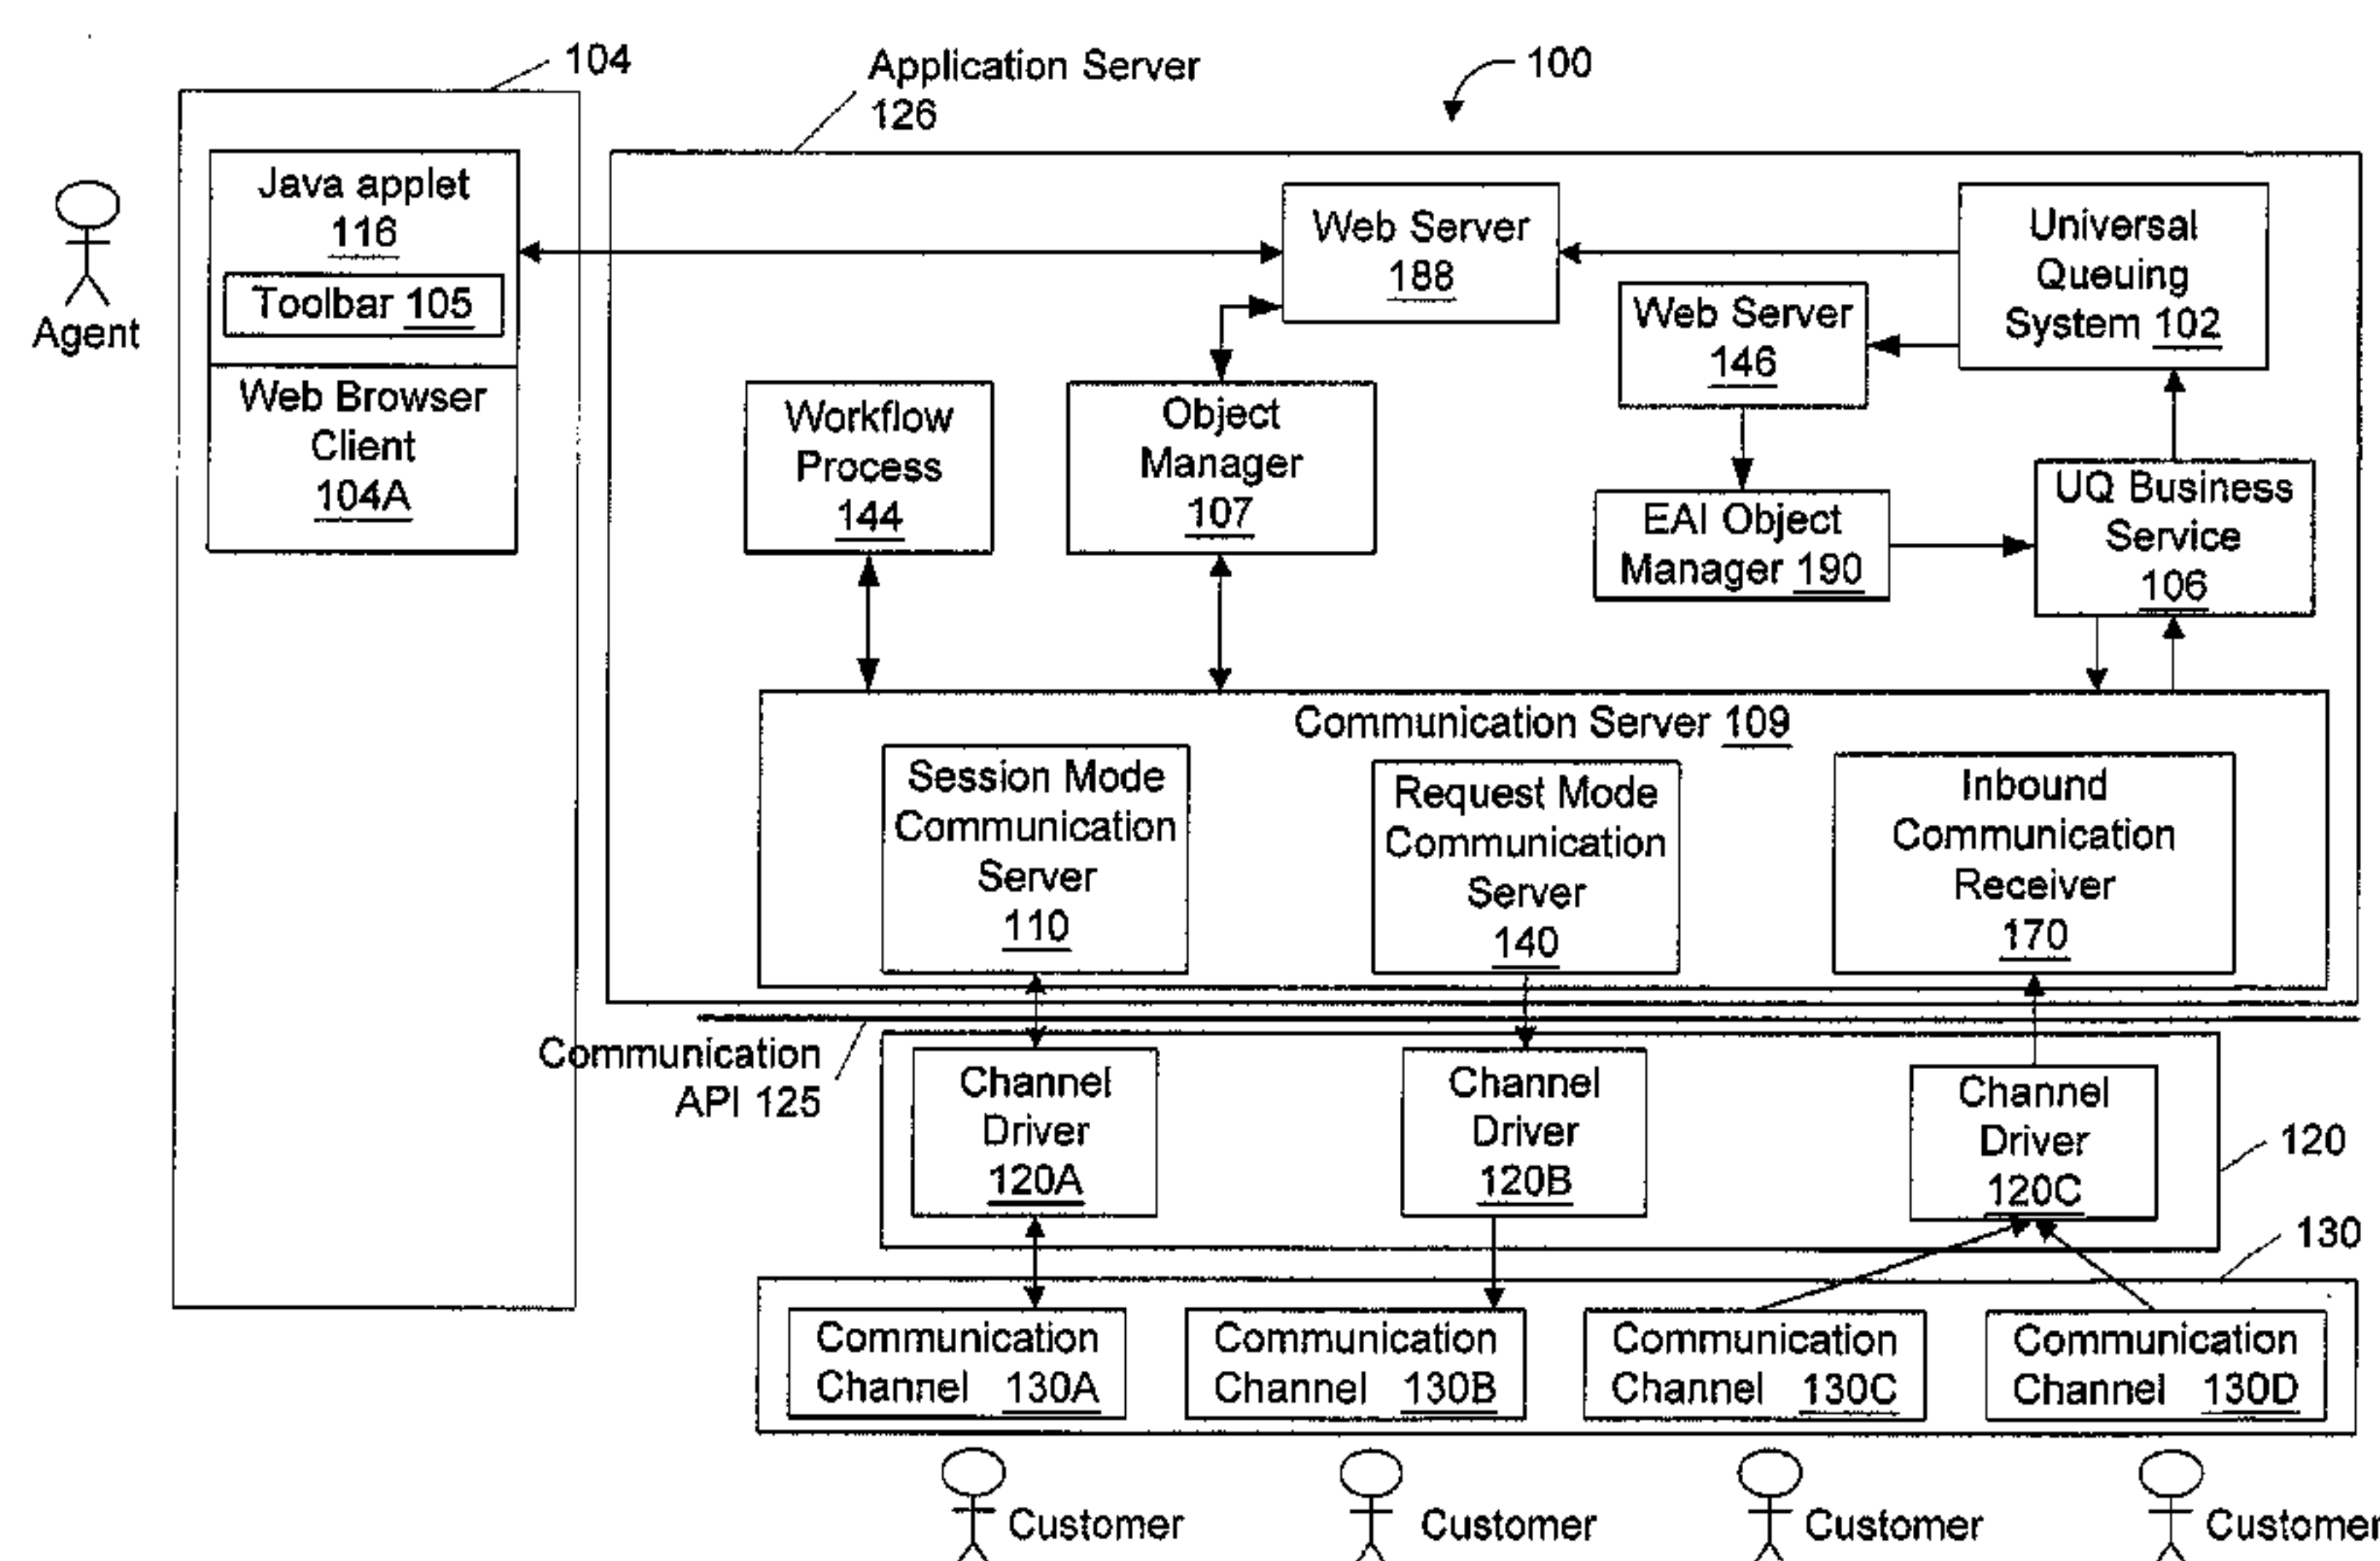 104
Application Server
126
100
Java applet
116
Toolbar 105
Web Browser
Client
104A
Agent
Web Server
188
Universal
Queuing
System 102
Web Server
146
Workflow
Process
144
Object
Manager
107
EAI Object
Manager 190
UQ Business
Service
106
Communication Server 109
Session Mode
Communication
Server
110
Request Mode
Communication
Server
140
Inbound
Communication
Receiver
170
Communication
API 125
Channel
Driver
120A
Channel
Driver
120B
Channel
Driver
120C
120
130
Communication
Channel 130A
Communication
Channel 130B
Communication
Channel 130C
Communication
Channel 130D
Customer
Customer
Customer
Customer